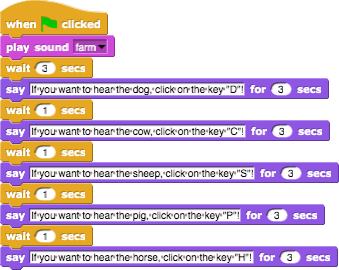 when clicked
play sound farm
wait 3 secs
say If you want to hear the dog, click on the key "D"! for 3 secs
wait 1 secs
say If you want to hear the cow, click on the key "C"! for 3 secs
wait 1 secs
say If you want to hear the sheep, click on the key "S"! for 3 secs
wait 1 secs
say If you want to hear the pig, click on the key "P"! for 3 secs
wait 1 secs
say If you want to hear the horse, click on the key "H"! for 3 secs